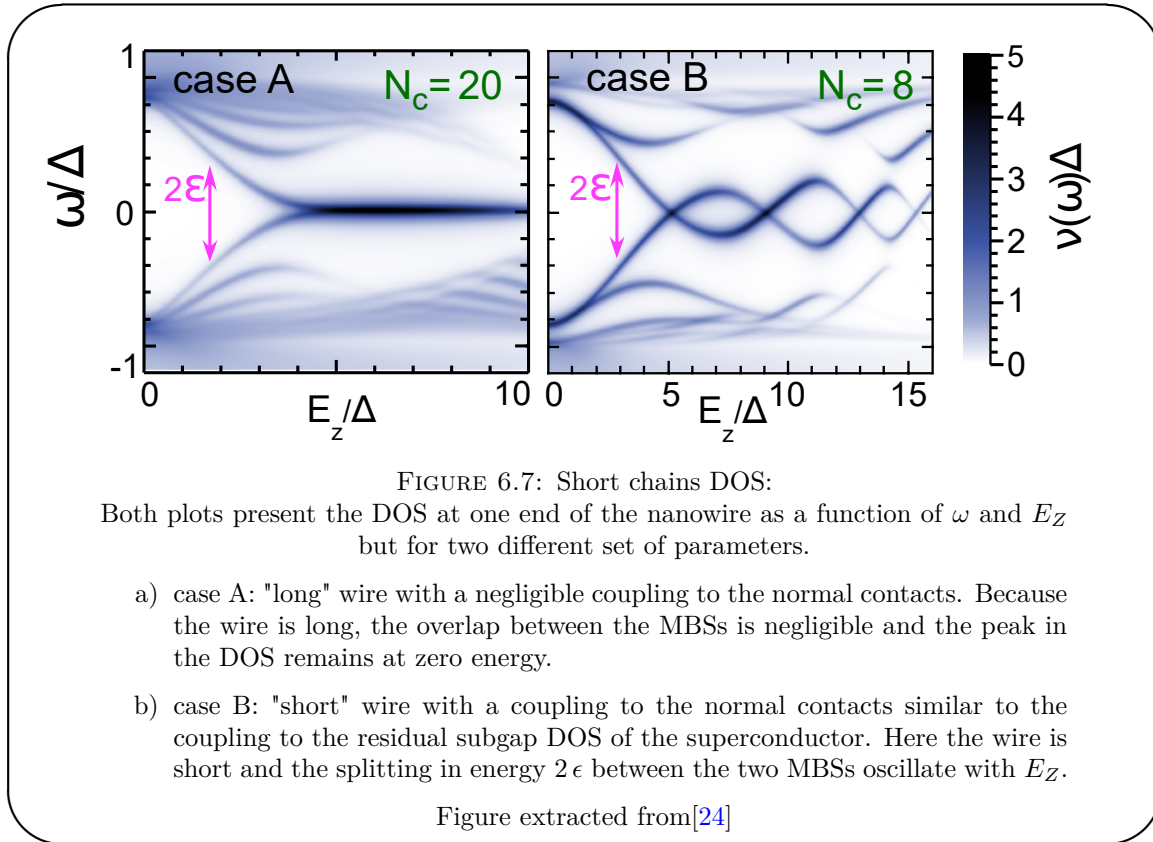 case A
N_c = 20
2ε
ω/Δ
1
0
-1
0
10
E_z/Δ
case B
N_c = 8
2ε
0
5
10
15
E_z/Δ
5
4
3
2
1
0
ν(ω)Δ
FIGURE 6.7: Short chains DOS:
Both plots present the DOS at one end of the nanowire as a function of ω and E_Z
but for two different set of parameters.
a) case A: "long" wire with a negligible coupling to the normal contacts. Because
the wire is long, the overlap between the MBSs is negligible and the peak in
the DOS remains at zero energy.
b) case B: "short" wire with a coupling to the normal contacts similar to the
coupling to the residual subgap DOS of the superconductor. Here the wire is
short and the splitting in energy 2 ϵ between the two MBSs oscillate with E_Z.
Figure extracted from[24]